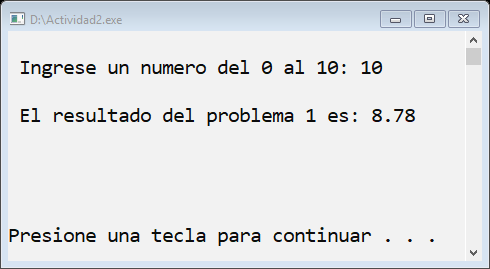 D:\Actividad2.exe
Ingrese un numero del 0 al 10: 10
El resultado del problema 1 es: 8.78
Presione una tecla para continuar . . .